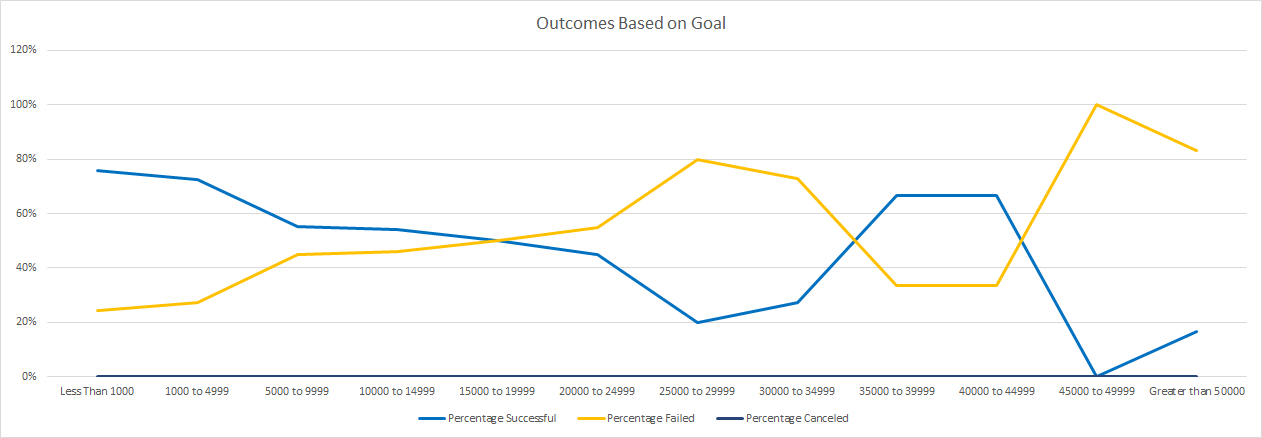 Outcomes Based on Goal
120%
100%
80%
60%
40%
20%
0%
Less Than 1000 1000 to 4999 5000 to 9999 10000 to 14999 15000 to 19999 20000 to 24999 25000 to 29999 30000 to 34999 35000 to 39999 40000 to 44999 45000 to 49999 Greater than 50000
Percentage Successful Percentage Failed Percentage Canceled